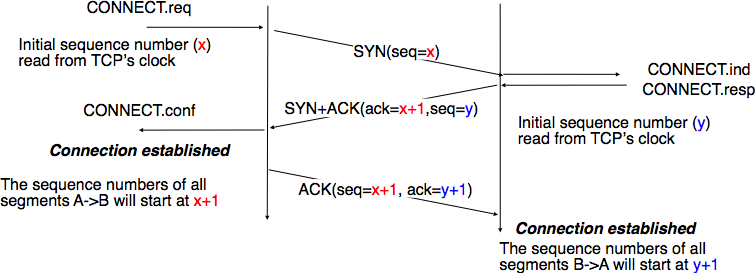 CONNECT.req
Initial sequence number (x)
read from TCP's clock
SYN(seq=x)
CONNECT.ind
CONNECT.resp
CONNECT.conf
SYN+ACK(ack=x+1,seq=y)
Initial sequence number (y)
read from TCP's clock
Connection established
The sequence numbers of all
segments A->B will start at x+1
ACK(seq=x+1, ack=y+1)
Connection established
The sequence numbers of all
segments B->A will start at y+1